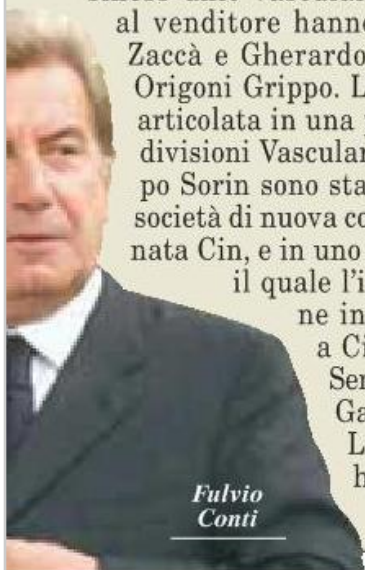 al venditore hanno
Zaccà e Gherardo
Origoni Grippo. L
articolata in una
divisioni Vascular
po Sorin sono sta
società di nuova co
nata Cin, e in uno
il quale l'i
ne in
a Ci
Ser
Ga
L
h
Fulvio
Conti